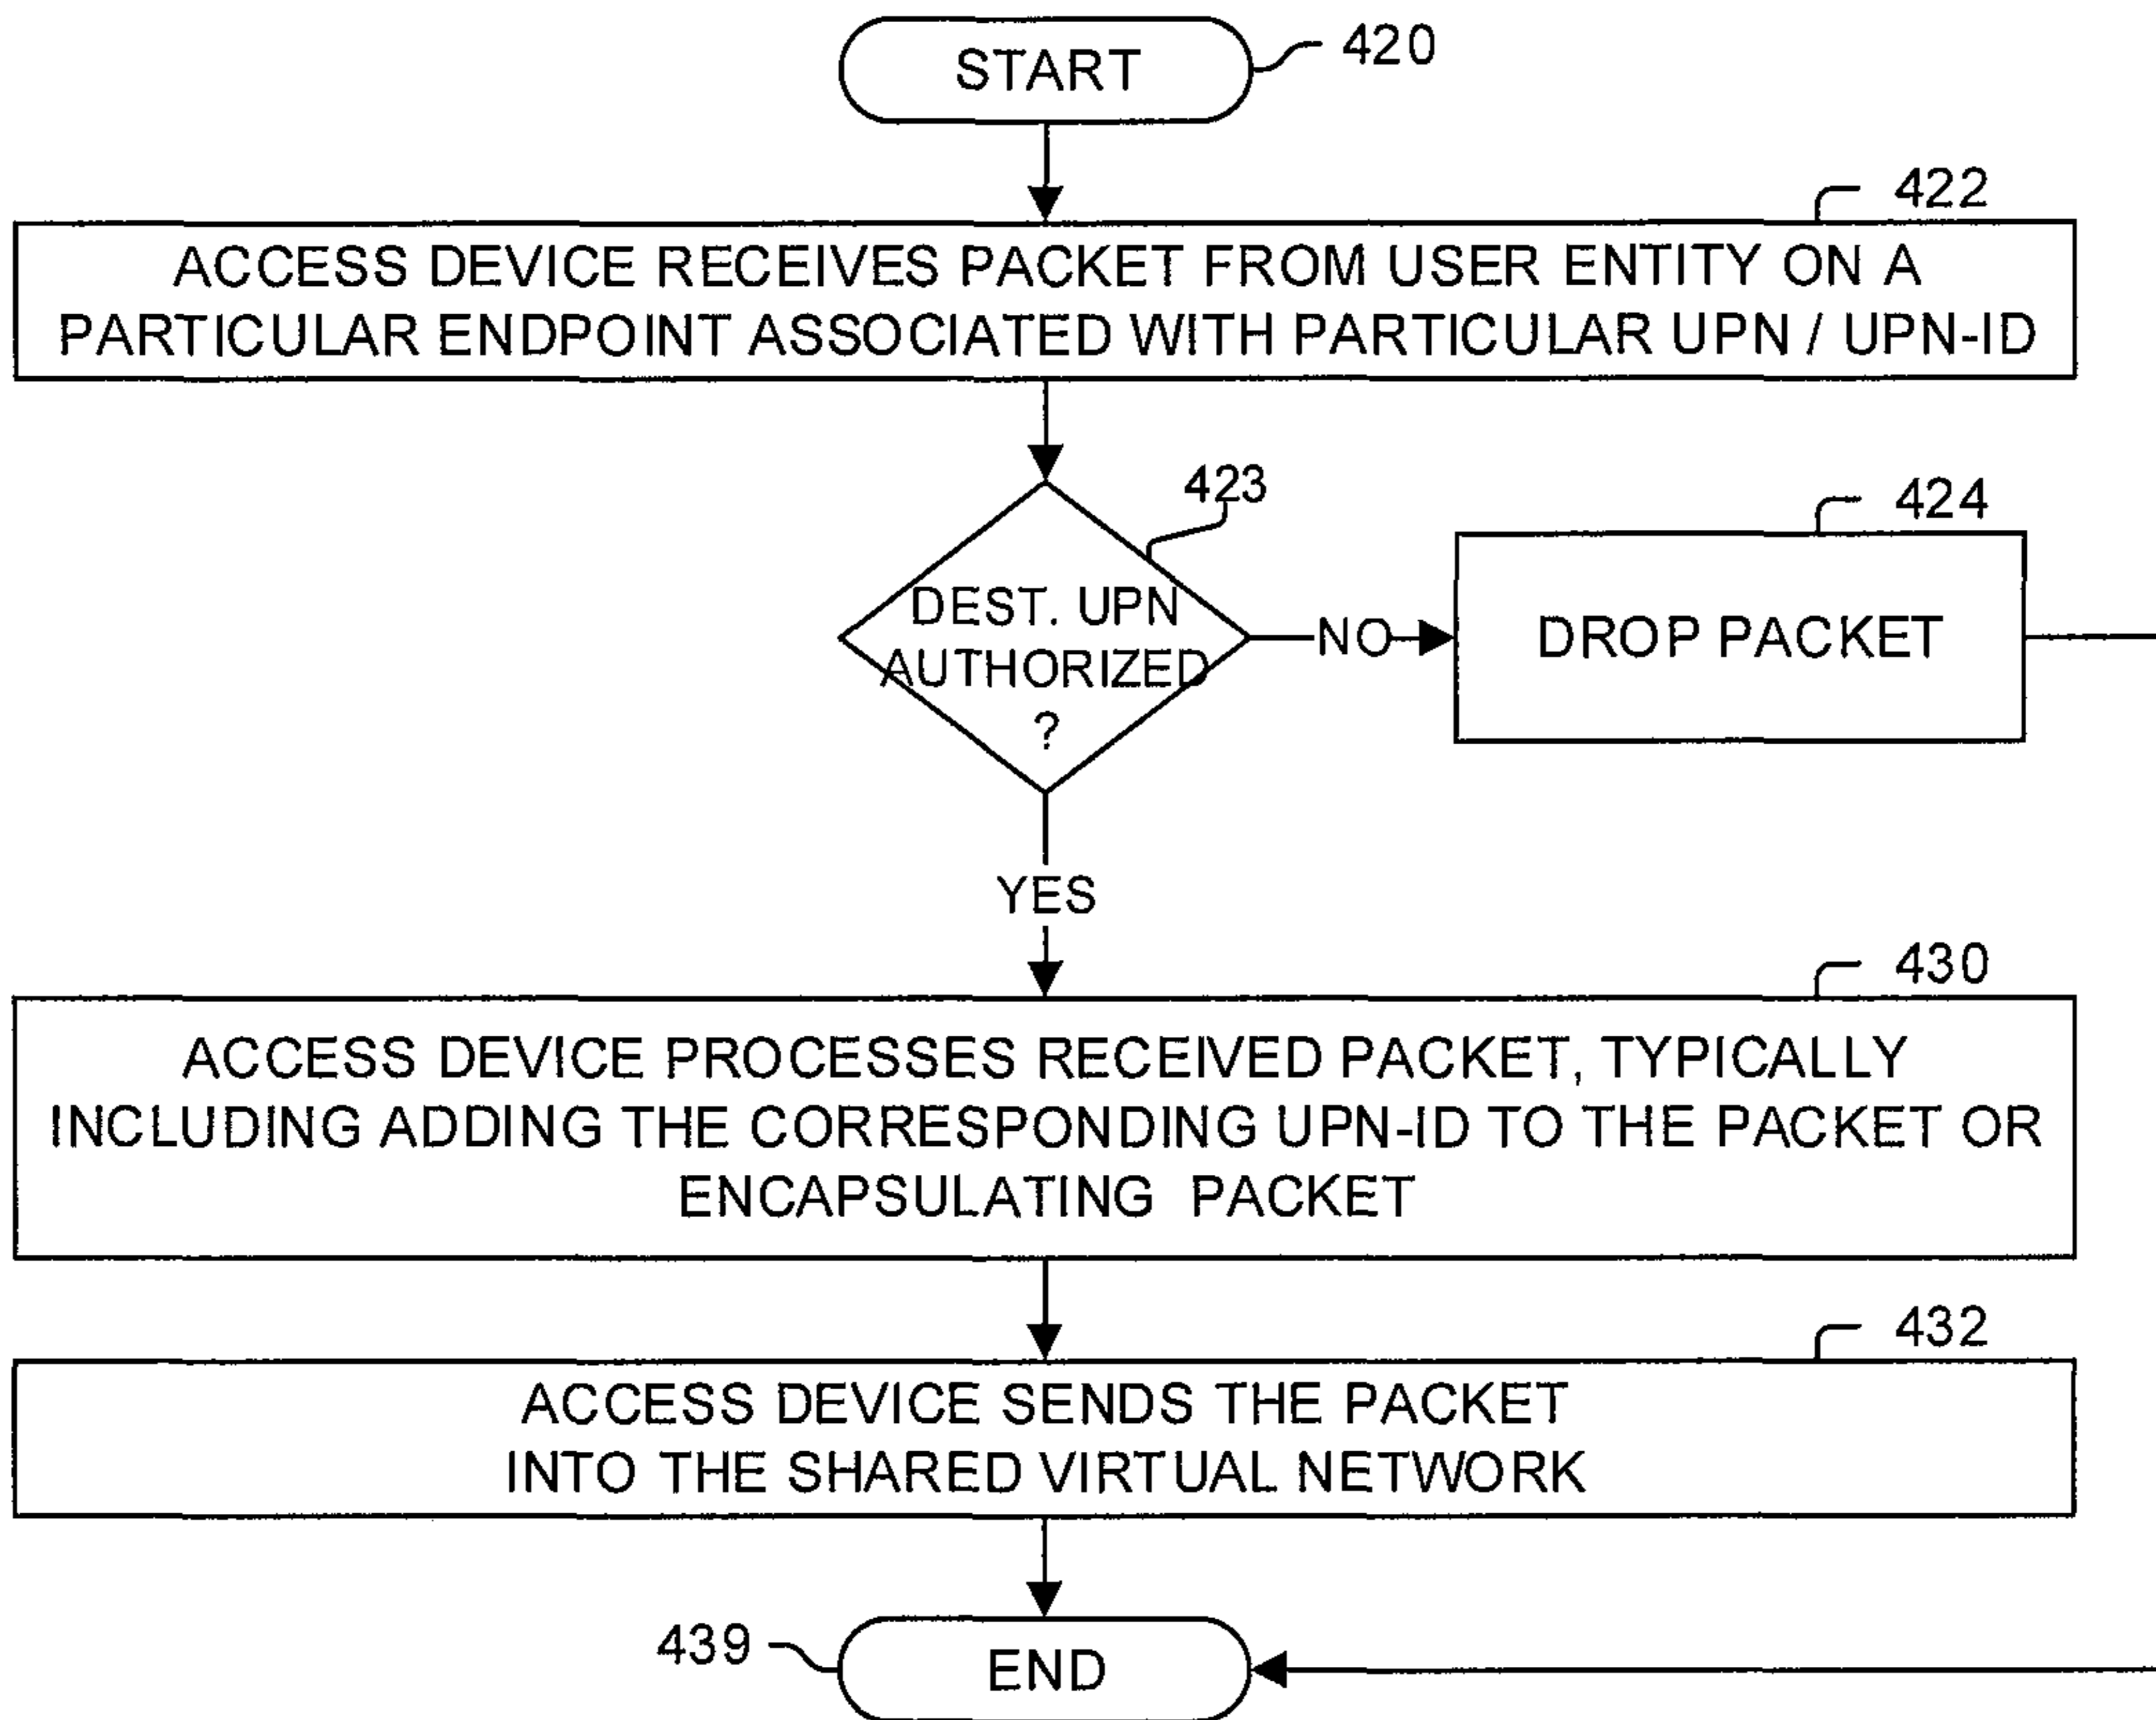 START
420
422
ACCESS DEVICE RECEIVES PACKET FROM USER ENTITY ON A
PARTICULAR ENDPOINT ASSOCIATED WITH PARTICULAR UPN / UPN-ID
423
424
DEST. UPN
AUTHORIZED
?
NO
DROP PACKET
YES
430
ACCESS DEVICE PROCESSES RECEIVED PACKET, TYPICALLY
INCLUDING ADDING THE CORRESPONDING UPN-ID TO THE PACKET OR
ENCAPSULATING PACKET
432
ACCESS DEVICE SENDS THE PACKET
INTO THE SHARED VIRTUAL NETWORK
439
END